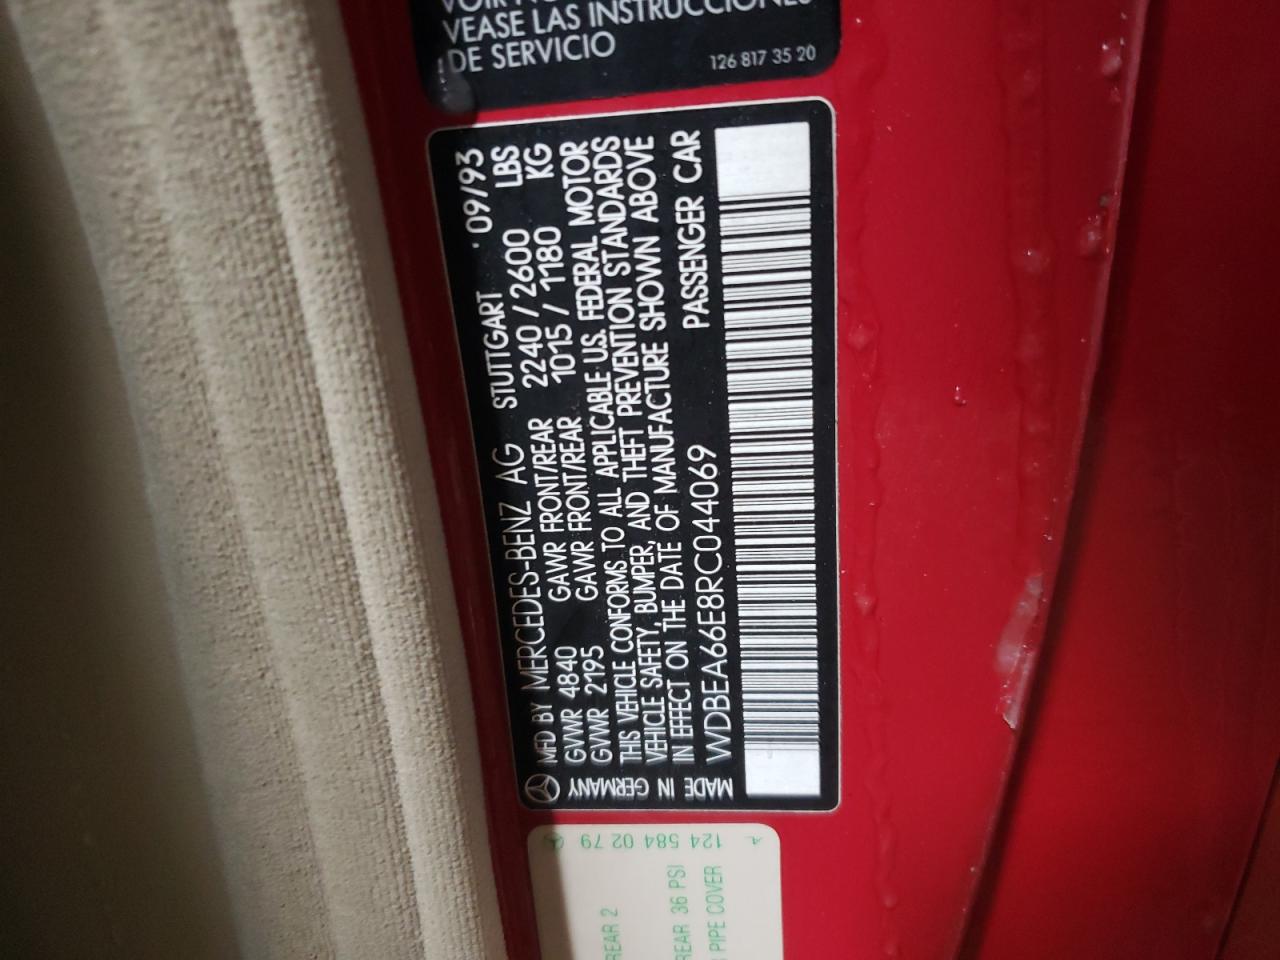 VEASE LAS INSTRUCCIONES
DE SERVICIO
126 817 35 20
MFD BY MERCEDES-BENZ AG STUTTGART 09/93
GVWR 4840 GAWR FRONT/REAR 2240 / 2600 LBS
GVWR 2195 GAWR FRONT/REAR 1015 / 1180 KG
THIS VEHICLE CONFORMS TO ALL APPLICABLE U.S. FEDERAL MOTOR
VEHICLE SAFETY, BUMPER, AND THEFT PREVENTION STANDARDS
IN EFFECT ON THE DATE OF MANUFACTURE SHOWN ABOVE
WDBEA66E8RC044069 PASSENGER CAR
MADE IN GERMANY
124 584 02 79
REAR 2
REAR 36 PSI
PIPE COVER